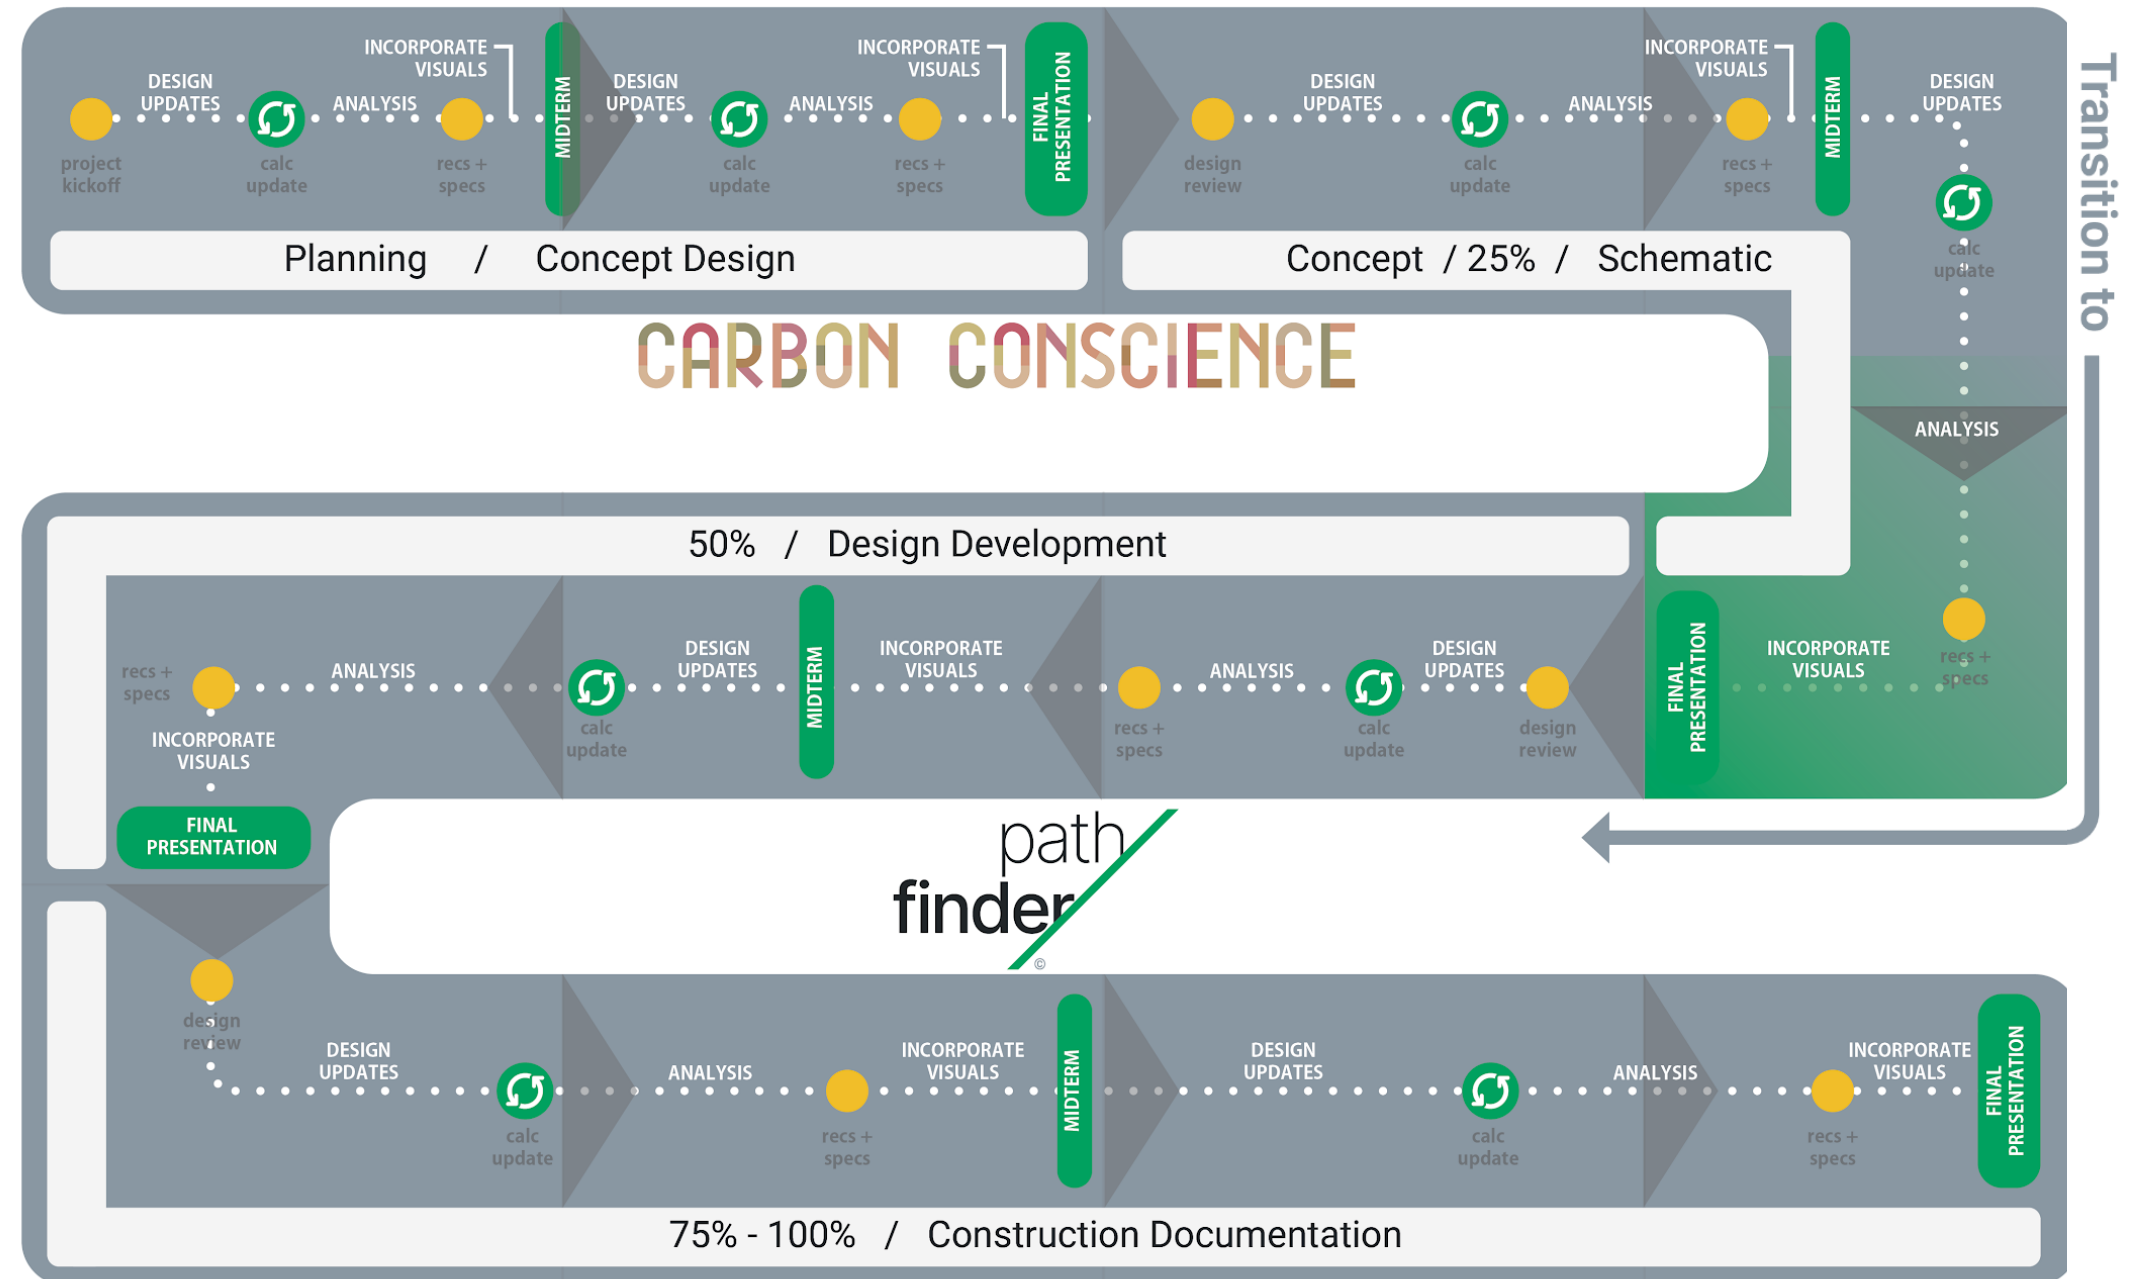 DESIGN
UPDATES
ANALYSIS
INCORPORATE
VISUALS
MIDTERM
DESIGN
UPDATES
ANALYSIS
INCORPORATE
VISUALS
FINAL
PRESENTATION
DESIGN
UPDATES
ANALYSIS
INCORPORATE
VISUALS
MIDTERM
DESIGN
UPDATES
project
kickoff
calc
update
recs +
specs
calc
update
recs +
specs
design
review
calc
update
recs +
specs
calc
update
Planning / Concept Design
Concept / 25% / Schematic
Transition to
CARBON CONSCIENCE
ANALYSIS
recs +
specs
INCORPORATE
VISUALS
FINAL
PRESENTATION
50% / Design Development
design
review
DESIGN
UPDATES
calc
update
ANALYSIS
recs +
specs
INCORPORATE
VISUALS
MIDTERM
DESIGN
UPDATES
calc
update
ANALYSIS
recs +
specs
INCORPORATE
VISUALS
FINAL
PRESENTATION
path
finder
©
design
review
DESIGN
UPDATES
calc
update
ANALYSIS
recs +
specs
INCORPORATE
VISUALS
MIDTERM
DESIGN
UPDATES
calc
update
ANALYSIS
recs +
specs
INCORPORATE
VISUALS
FINAL
PRESENTATION
75% - 100% / Construction Documentation